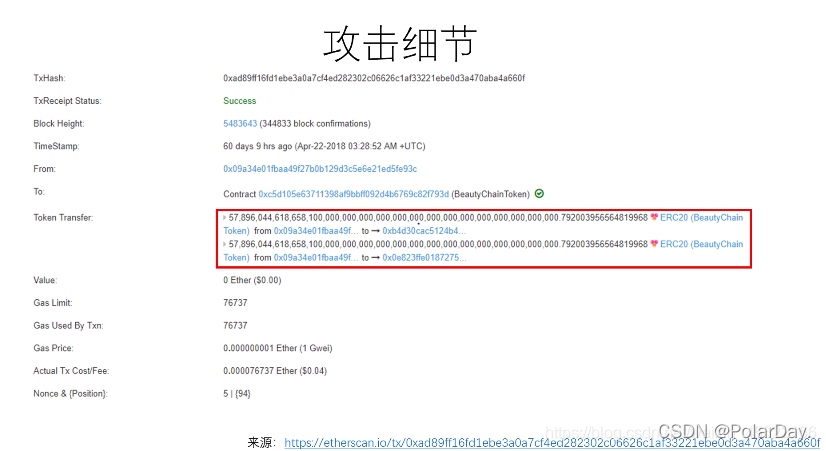 攻击细节
TxHash: 0xad89ff16fd1ebe3a0a7cf4ed282302c06626c1af33221ebe0d3a470aba4a660f
TxReceipt Status: Success
Block Height: 5483643 (344833 block confirmations)
TimeStamp: 60 days 9 hrs ago (Apr-22-2018 03:28:52 AM +UTC)
From: 0x09a34e01fbaa49f27b0b129d3c5e6e21ed5fe93c
To: Contract 0xc5d105e63711398af9bbff092d4b6769c82f793d (BeautyChainToken)
Token Transfer: 57,896,044,618,658,100,000,000,000,000,000,000,000,000,000,000,000,000,000,000.792003956564819968 ERC20 (BeautyChain
Token) from 0x09a34e01fbaa49f... to 0xb4d30cac5124b4...
57,896,044,618,658,100,000,000,000,000,000,000,000,000,000,000,000,000,000,000.792003956564819968 ERC20 (BeautyChain
Token) from 0x09a34e01fbaa49f... to 0x0e823ffe0187275...
Value: 0 Ether ($0.00)
Gas Limit: 76737
Gas Used By Txn: 76737
Gas Price: 0.000000001 Ether (1 Gwei)
Actual Tx Cost/Fee: 0.000076737 Ether ($0.04)
Nonce & {Position}: 5 | {94}
CSDN @PolarDay.
来源：https://etherscan.io/tx/0xad89ff16fd1ebe3a0a7cf4ed282302c06626c1af33221ebe0d3a470aba4a660f